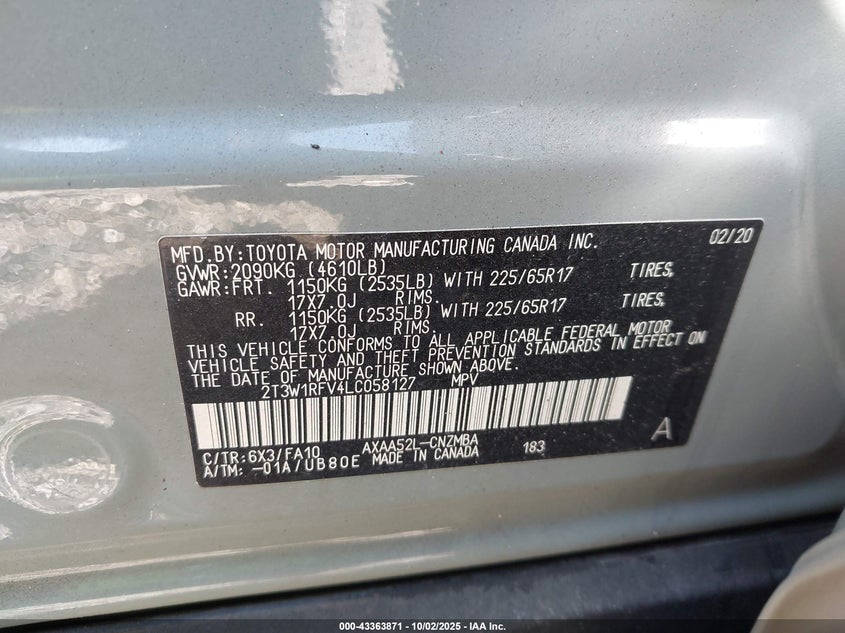 MFD.BY:TOYOTA MOTOR MANUFACTURING CANADA INC. 02/20
GVWR:2090KG (4610LB)
GAWR:FRT. 1150KG (2535LB) WITH 225/65R17 TIRES,
17X7.0J RIMS.
RR. 1150KG (2535LB) WITH 225/65R17 TIRES,
17X7.0J RIMS.
THIS VEHICLE CONFORMS TO ALL APPLICABLE FEDERAL MOTOR
VEHICLE SAFETY AND THEFT PREVENTION STANDARDS IN EFFECT ON
THE DATE OF MANUFACTURE SHOWN ABOVE.
2T3W1RFV4LC058127 MPV
C/TR:6X3/FA10 AXAA52L-CNZMBA 183 A
A/TM: -01A/UB80E MADE IN CANADA
000-43363871 - 10/02/2025 - IAA Inc.